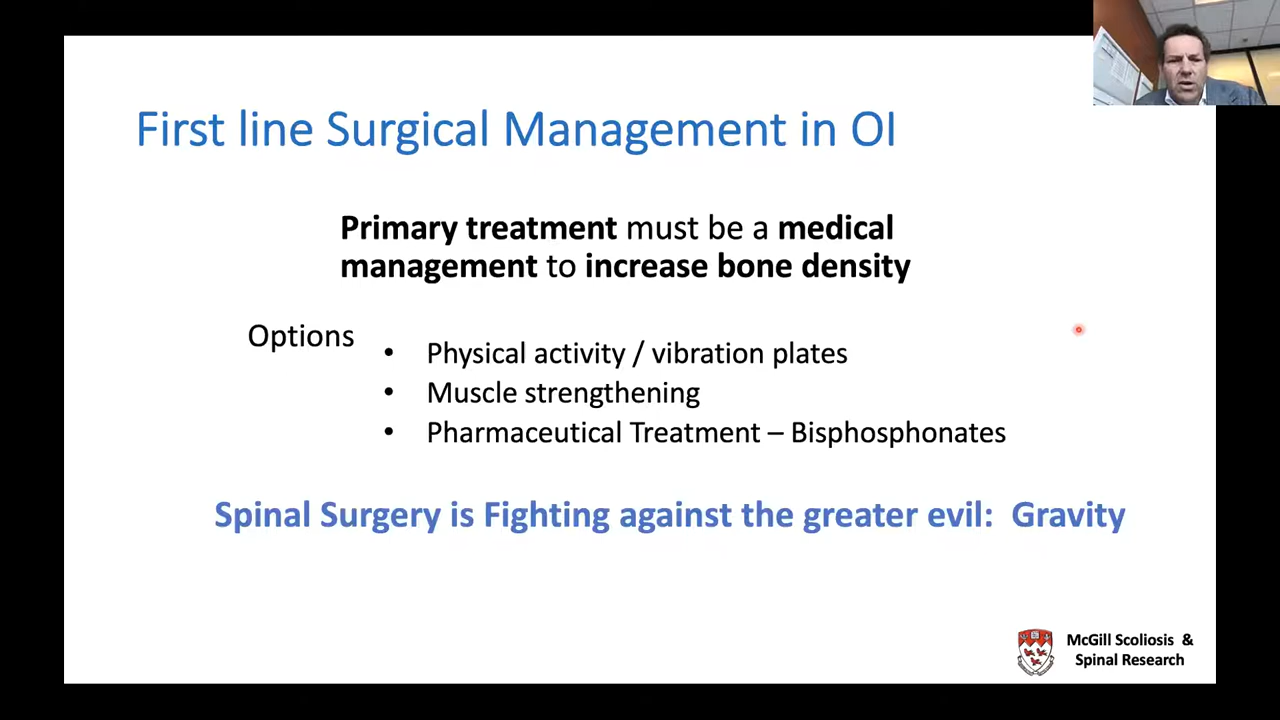 First line Surgical Management in OI
Primary treatment must be a medical
management to increase bone density
Options
• Physical activity / vibration plates
• Muscle strengthening
• Pharmaceutical Treatment – Bisphosphonates
Spinal Surgery is Fighting against the greater evil: Gravity
McGill Scoliosis &
Spinal Research